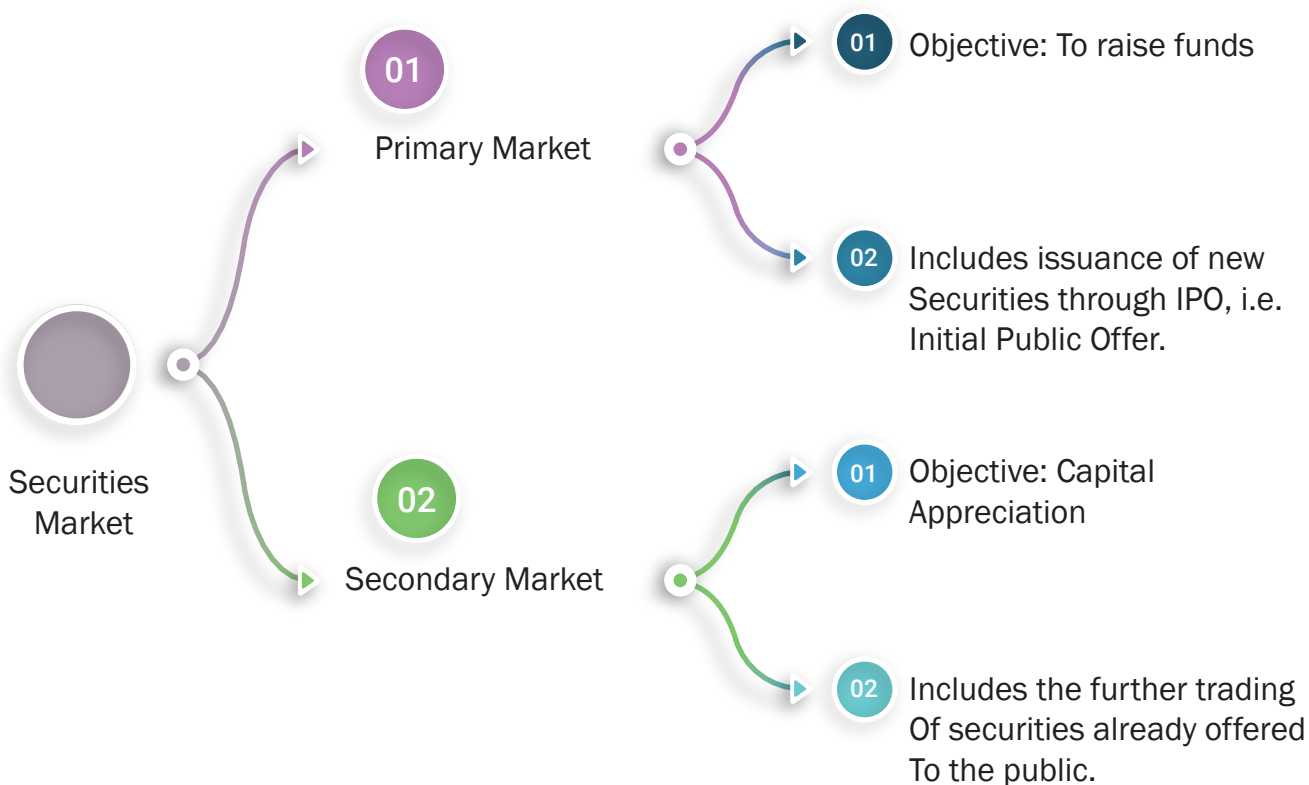 Securities
Market
01
Primary Market
01
Objective: To raise funds
02
Includes issuance of new
Securities through IPO, i.e.
Initial Public Offer.
02
Secondary Market
01
Objective: Capital
Appreciation
02
Includes the further trading
Of securities already offered
To the public.